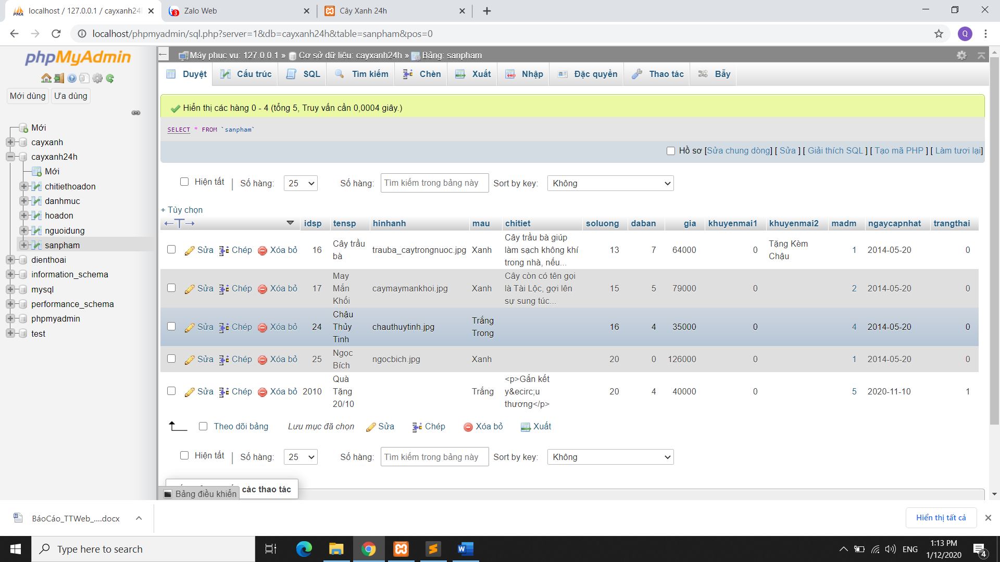 localhost / 127.0.0.1 / cayxanh24
Zalo Web
Cây Xanh 24h
localhost/phpmyadmin/sql.php?server=1&db=cayxanh24h&table=sanpham&pos=0
Q
phpMyAdmin
Mới dùng
Ưa dùng
Mới
cayxanh
cayxanh24h
Mới
chitiethoadon
danhmuc
hoadon
nguoidung
sanpham
dienthoai
information_schema
mysql
performance_schema
phpmyadmin
test
Máy phục vụ: 127.0.0.1 » Cơ sở dữ liệu: cayxanh24h » Bảng: sanpham
Duyệt Cấu trúc SQL Tìm kiếm Chèn Xuất Nhập Đặc quyền Thao tác Bẫy
Hiển thị các hàng 0 - 4 (tổng 5, Truy vấn cần 0,0004 giây.)
SELECT * FROM `sanpham`
Hồ sơ [Sửa chung dòng] [ Sửa ] [ Giải thích SQL ] [ Tạo mã PHP ] [ Làm tươi lại]
Hiện tất | Số hàng: 25 Số hàng: Tìm kiếm trong bảng này Sort by key: Không
+ Tùy chọn
←T→ idsp tensp hinhanh mau chitiet soluong daban gia khuyenmai1 khuyenmai2 madm ngaycapnhat trangthai
Sửa Chép Xóa bỏ 16 Cây trầu bà trauba_caytrongnuoc.jpg Xanh Cây trầu bà giúp làm sạch không khí trong nhà, nếu... 13 7 64000 0 Tặng Kèm Chậu 1 2014-05-20 0
Sửa Chép Xóa bỏ 17 May Mắn Khối caymaymankhoi.jpg Xanh Cây còn có tên gọi là Tài Lộc, gợi lên sự sung túc... 15 5 79000 0 2 2014-05-20 0
Sửa Chép Xóa bỏ 24 Chậu Thủy Tinh chauthuytinh.jpg Trắng Trong 16 4 35000 0 4 2014-05-20 0
Sửa Chép Xóa bỏ 25 Ngọc Bích ngocbich.jpg Xanh 20 0 126000 0 1 2014-05-20 0
Sửa Chép Xóa bỏ 2010 Quà Tặng 20/10 Trắng <p>Gắn kết y&ecirc;u thương</p> 20 4 40000 0 5 2020-11-10 1
Theo dõi bảng Lưu mục đã chọn Sửa Chép Xóa bỏ Xuất
Hiện tất | Số hàng: 25 Số hàng: Tìm kiếm trong bảng này Sort by key: Không
các thao tác
Bảng điều khiển
BáoCáo_TTWeb_....docx
Hiển thị tất cả
Type here to search
ENG
1:13 PM
1/12/2020
4